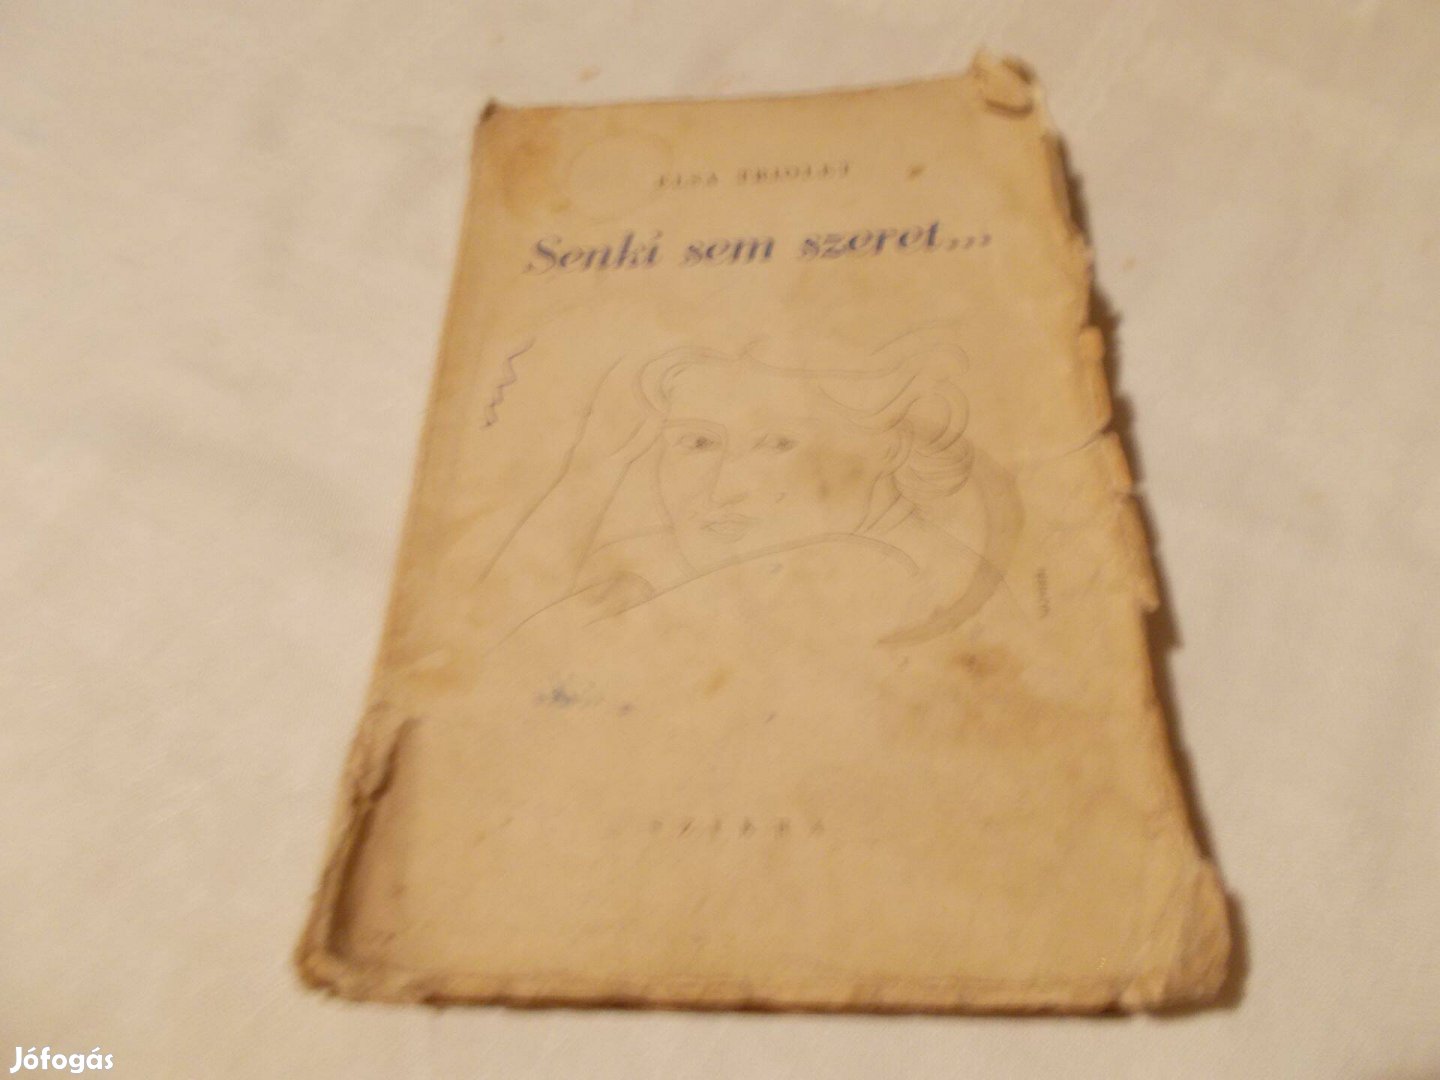 ELSA TRIOLET
Senki sem szeret...
SZIKRA
Jófogás